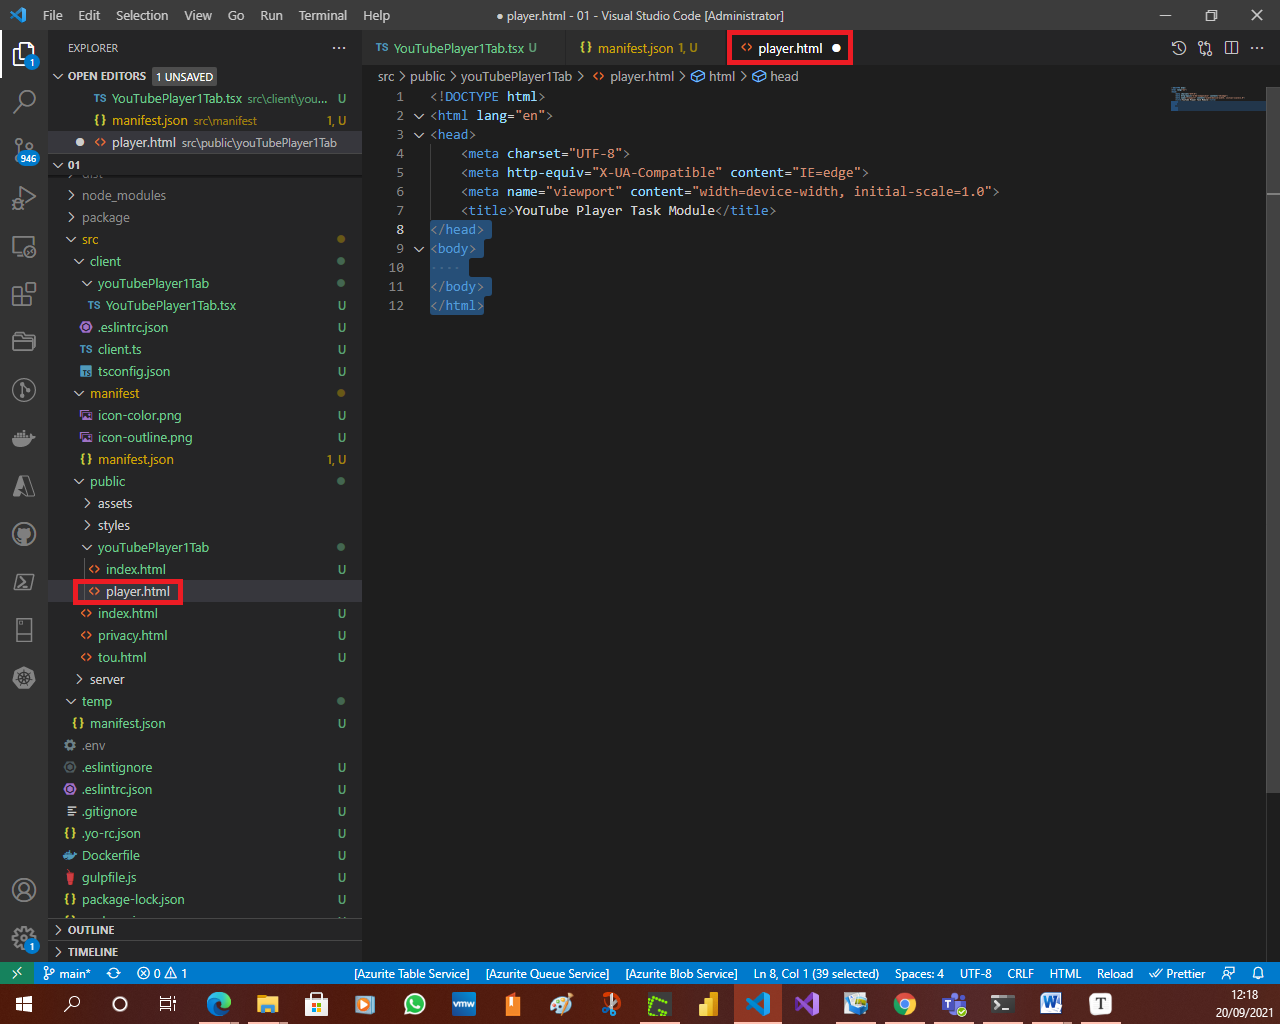 File Edit Selection View Go Run Terminal Help
● player.html - 01 - Visual Studio Code [Administrator]
EXPLORER ···
TS YouTubePlayer1Tab.tsx U
{} manifest.json 1, U
<> player.html ●
OPEN EDITORS 1 UNSAVED
TS YouTubePlayer1Tab.tsx src\client\you... U
{} manifest.json src\manifest 1, U
● <> player.html src\public\youTubePlayer1Tab
src > public > youTubePlayer1Tab > <> player.html > html > head
1 <!DOCTYPE html>
2 <html lang="en">
3 <head>
4 <meta charset="UTF-8">
5 <meta http-equiv="X-UA-Compatible" content="IE=edge">
6 <meta name="viewport" content="width=device-width, initial-scale=1.0">
7 <title>YouTube Player Task Module</title>
8 </head>
9 <body>
10 ····
11 </body>
12 </html>
1
946
1
01
node_modules
package
src
client
youTubePlayer1Tab
TS YouTubePlayer1Tab.tsx U
.eslintrc.json U
TS client.ts U
TS tsconfig.json U
manifest
icon-color.png U
icon-outline.png U
{} manifest.json 1, U
public
assets
styles
youTubePlayer1Tab
<> index.html U
<> player.html
<> index.html U
<> privacy.html U
<> tou.html U
server
temp
{} manifest.json U
.env
.eslintignore U
.eslintrc.json U
.gitignore U
{} .yo-rc.json U
Dockerfile U
gulpfile.js U
{} package-lock.json U
OUTLINE
TIMELINE
main* 0 1 [Azurite Table Service] [Azurite Queue Service] [Azurite Blob Service] Ln 8, Col 1 (39 selected) Spaces: 4 UTF-8 CRLF HTML Reload Prettier
vmw
W
T
12:18
20/09/2021